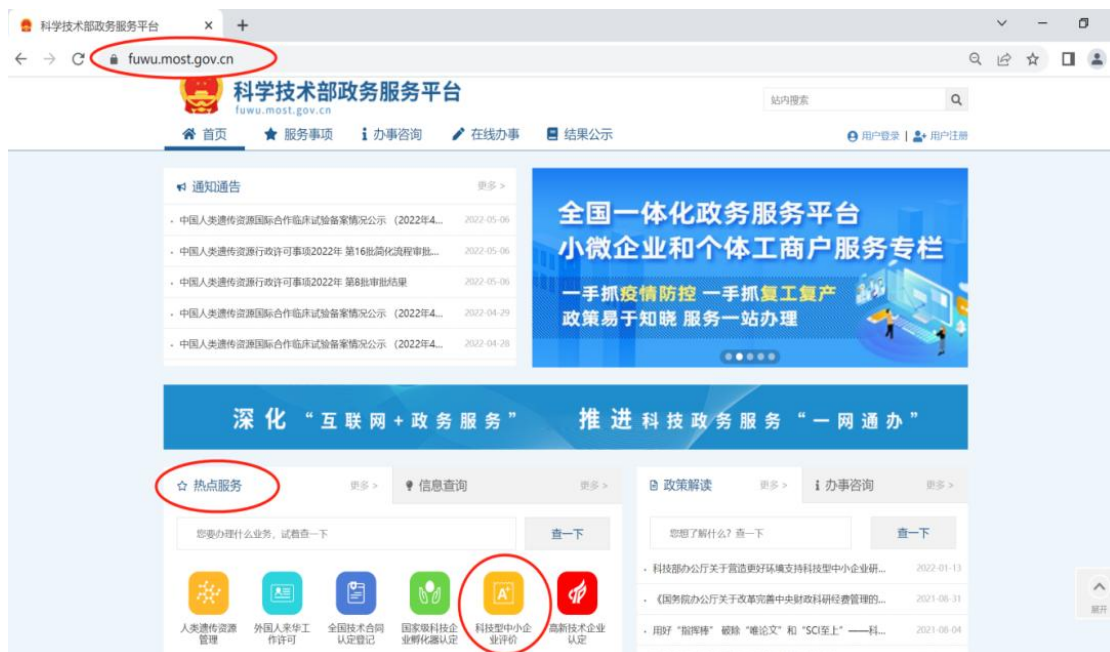 科学技术部政务服务平台
fuwu.most.gov.cn
科学技术部政务服务平台
fuwu.most.gov.cn
站内搜索
首页 服务事项 办事咨询 在线办事 结果公示
用户登录 | 用户注册
通知通告 更多 >
中国人类遗传资源国际合作临床试验备案情况公示 (2022年4... 2022-05-06
中国人类遗传资源行政许可事项2022年 第16批简化流程审批... 2022-05-06
中国人类遗传资源行政许可事项2022年 第8批审批结果 2022-05-06
中国人类遗传资源国际合作临床试验备案情况公示 (2022年4... 2022-04-29
中国人类遗传资源国际合作临床试验备案情况公示 (2022年4... 2022-04-28
全国一体化政务服务平台
小微企业和个体工商户服务专栏
一手抓疫情防控 一手抓复工复产
政策易于知晓 服务一站办理
深化 “互联网+政务服务” 推进科技政务服务 “一网通办”
热点服务 更多 > 信息查询 更多 >
您要办理什么业务, 试着查一下 查一下
人类遗传资源
管理
外国人来华工
作许可
全国技术合同
认定登记
国家级科技企
业孵化器认定
科技型中小企
业评价
高新技术企业
认定
政策解读 更多 > 办事咨询 更多 >
您想了解什么? 查一下 查一下
科技部办公厅关于营造更好环境支持科技型中小企业研... 2022-01-13
《国务院办公厅关于改革完善中央财政科研经费管理的... 2021-08-31
用好 “指挥棒” 破除 “唯论文” 和 “SCI至上” ——科... 2021-08-04
展开